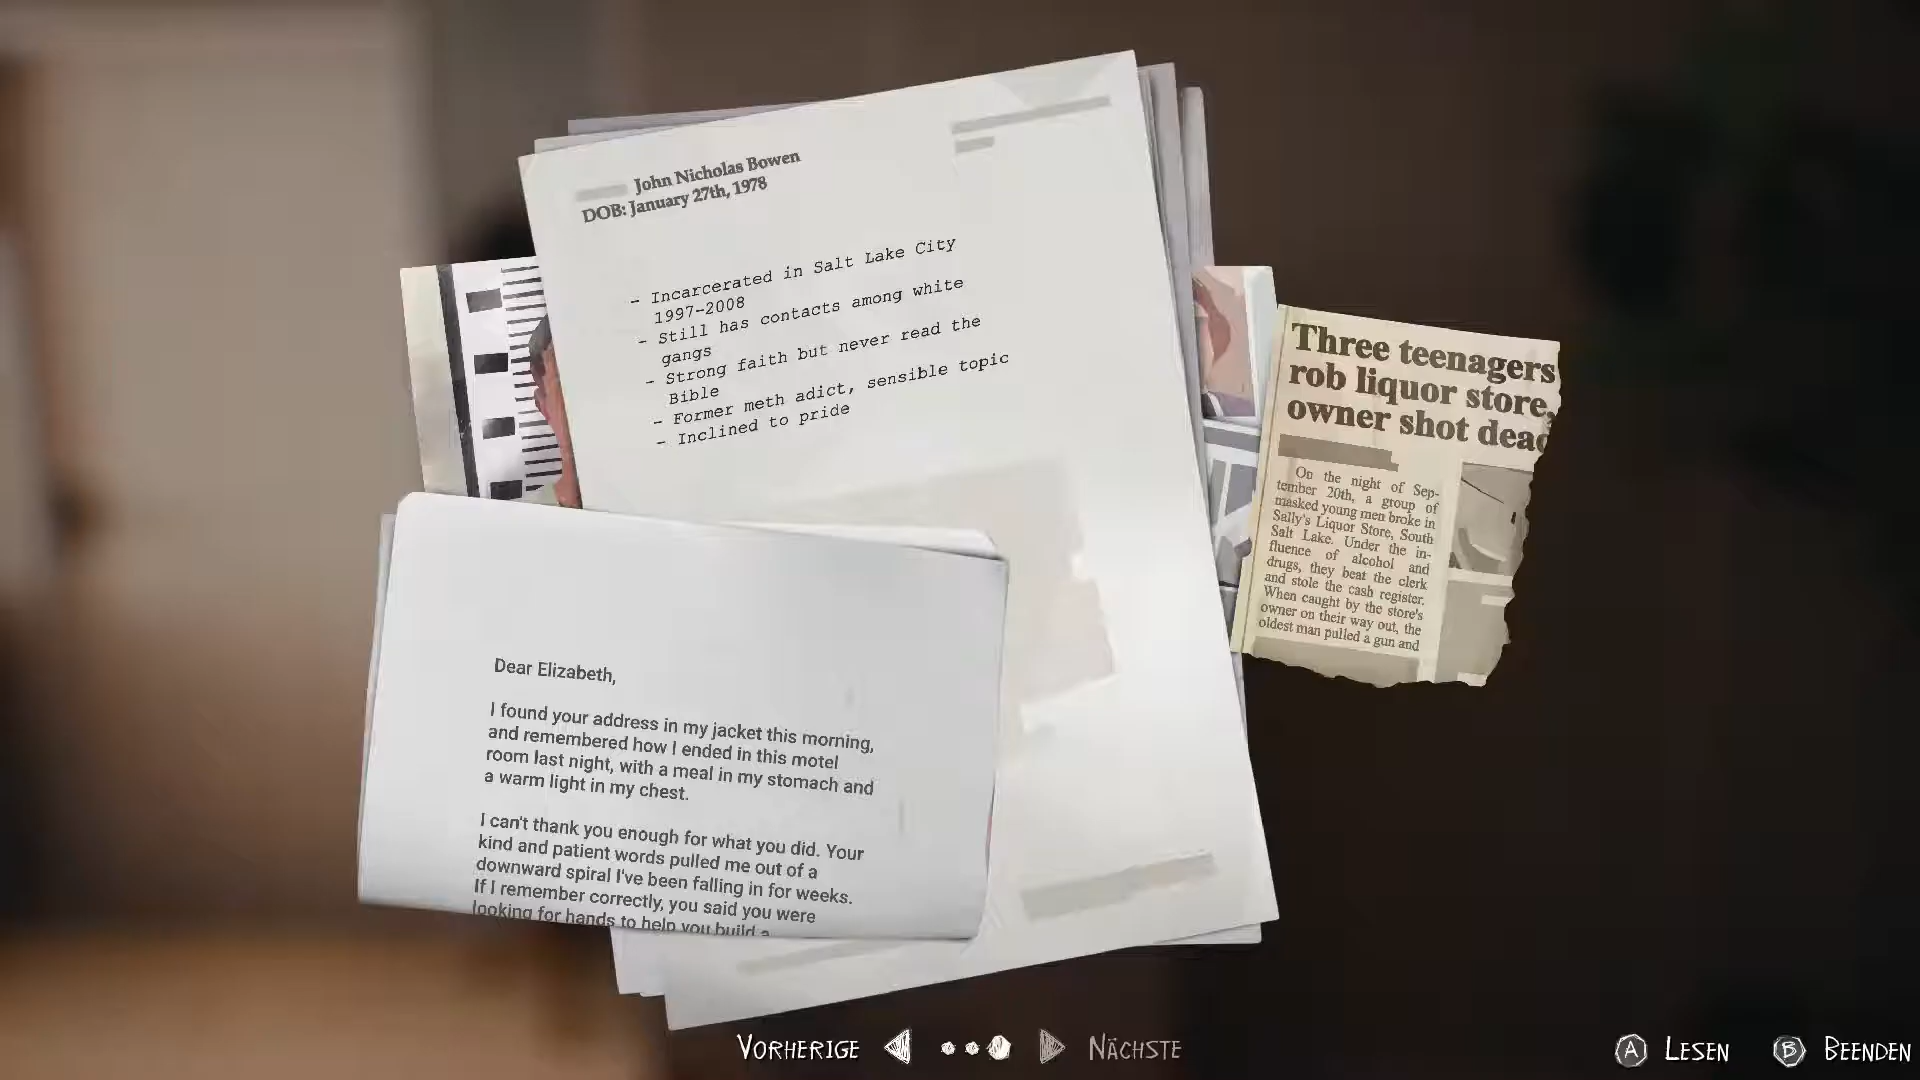 John Nicholas Bowen
DOB: January 27th, 1978
- Incarcerated in Salt Lake City
1997-2008
- Still has contacts among white
gangs
- Strong faith but never read the
Bible
- Former meth adict, sensible topic
- Inclined to pride
Three teenagers
rob liquor store,
owner shot dead
On the night of Sep-
tember 20th, a group of
masked young men broke in
Sally's Liquor Store, South
Salt Lake. Under the in-
fluence of alcohol and
drugs, they beat the clerk
and stole the cash register.
When caught by the store's
owner on their way out, the
oldest man pulled a gun and
Dear Elizabeth,
I found your address in my jacket this morning,
and remembered how I ended in this motel
room last night, with a meal in my stomach and
a warm light in my chest.
I can't thank you enough for what you did. Your
kind and patient words pulled me out of a
downward spiral I've been falling in for weeks.
If I remember correctly, you said you were
looking for hands to help you build a
VORHERIGE
NÄCHSTE
A LESEN
B BEENDEN